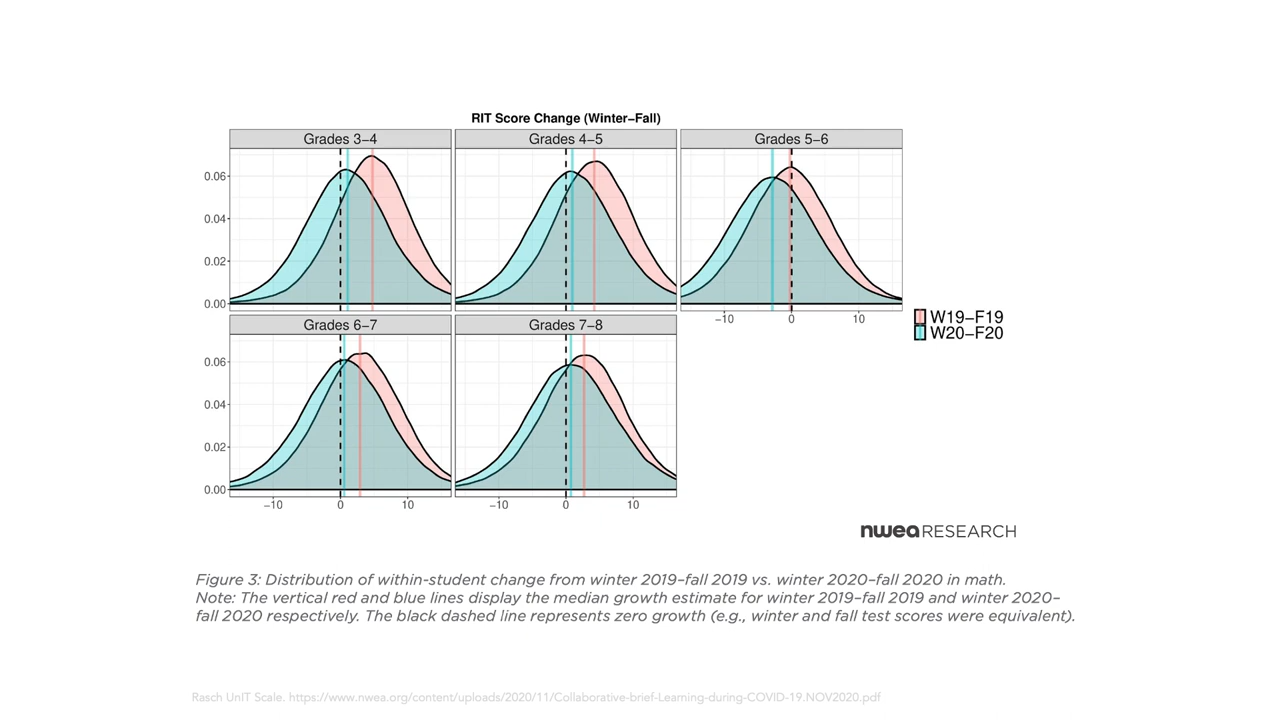 RIT Score Change (Winter−Fall)
Grades 3−4
Grades 4−5
Grades 5−6
0.06
0.04
0.02
0.00
−10
0
10
W19−F19
W20−F20
Grades 6−7
Grades 7−8
0.06
0.04
0.02
0.00
−10
0
10
−10
0
10
nwea RESEARCH
Figure 3: Distribution of within-student change from winter 2019–fall 2019 vs. winter 2020–fall 2020 in math.
Note: The vertical red and blue lines display the median growth estimate for winter 2019–fall 2019 and winter 2020–
fall 2020 respectively. The black dashed line represents zero growth (e.g., winter and fall test scores were equivalent).
Rasch UnIT Scale. https://www.nwea.org/content/uploads/2020/11/Collaborative-brief-Learning-during-COVID-19.NOV2020.pdf